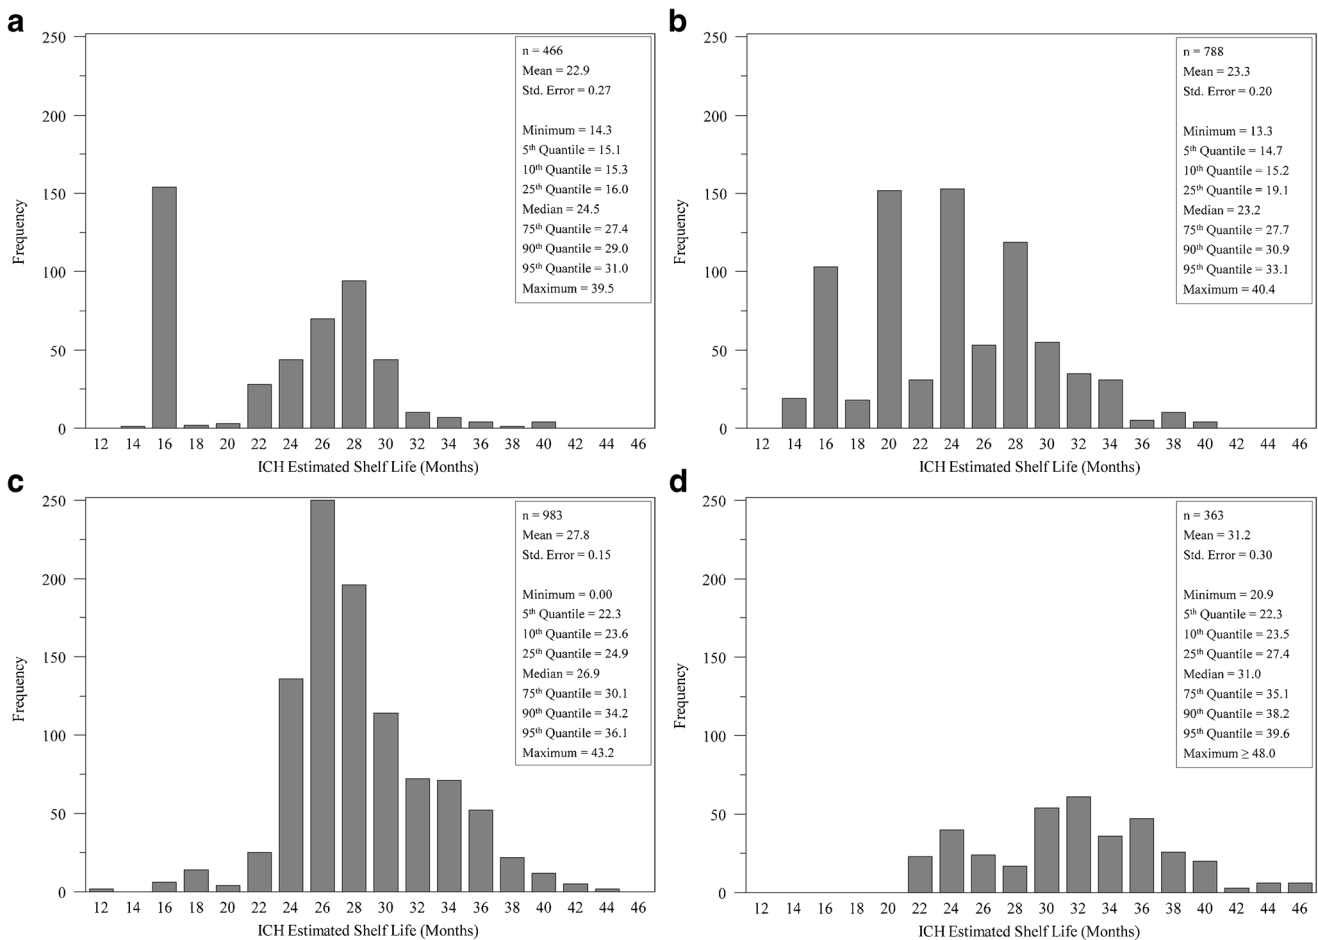 a
250
200
150
100
50
0
Frequency
12 14 16 18 20 22 24 26 28 30 32 34 36 38 40 42 44 46
ICH Estimated Shelf Life (Months)
n = 466
Mean = 22.9
Std. Error = 0.27
Minimum = 14.3
5th Quantile = 15.1
10th Quantile = 15.3
25th Quantile = 16.0
Median = 24.5
75th Quantile = 27.4
90th Quantile = 29.0
95th Quantile = 31.0
Maximum = 39.5
b
250
200
150
100
50
0
Frequency
12 14 16 18 20 22 24 26 28 30 32 34 36 38 40 42 44 46
ICH Estimated Shelf Life (Months)
n = 788
Mean = 23.3
Std. Error = 0.20
Minimum = 13.3
5th Quantile = 14.7
10th Quantile = 15.2
25th Quantile = 19.1
Median = 23.2
75th Quantile = 27.7
90th Quantile = 30.9
95th Quantile = 33.1
Maximum = 40.4
c
250
200
150
100
50
0
Frequency
12 14 16 18 20 22 24 26 28 30 32 34 36 38 40 42 44 46
ICH Estimated Shelf Life (Months)
n = 983
Mean = 27.8
Std. Error = 0.15
Minimum = 0.00
5th Quantile = 22.3
10th Quantile = 23.6
25th Quantile = 24.9
Median = 26.9
75th Quantile = 30.1
90th Quantile = 34.2
95th Quantile = 36.1
Maximum = 43.2
d
250
200
150
100
50
0
Frequency
12 14 16 18 20 22 24 26 28 30 32 34 36 38 40 42 44 46
ICH Estimated Shelf Life (Months)
n = 363
Mean = 31.2
Std. Error = 0.30
Minimum = 20.9
5th Quantile = 22.3
10th Quantile = 23.5
25th Quantile = 27.4
Median = 31.0
75th Quantile = 35.1
90th Quantile = 38.2
95th Quantile = 39.6
Maximum ≥ 48.0